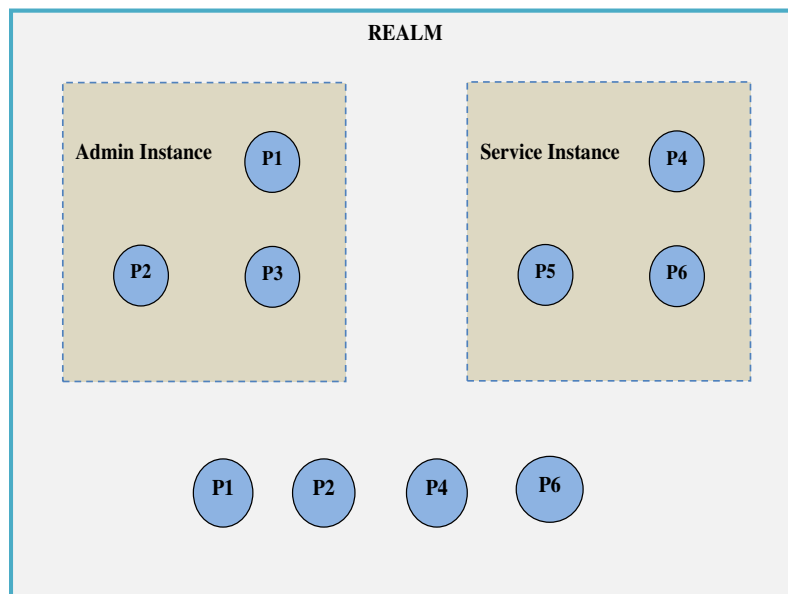 REALM
Admin Instance
P1
P2
P3
Service Instance
P4
P5
P6
P1
P2
P4
P6